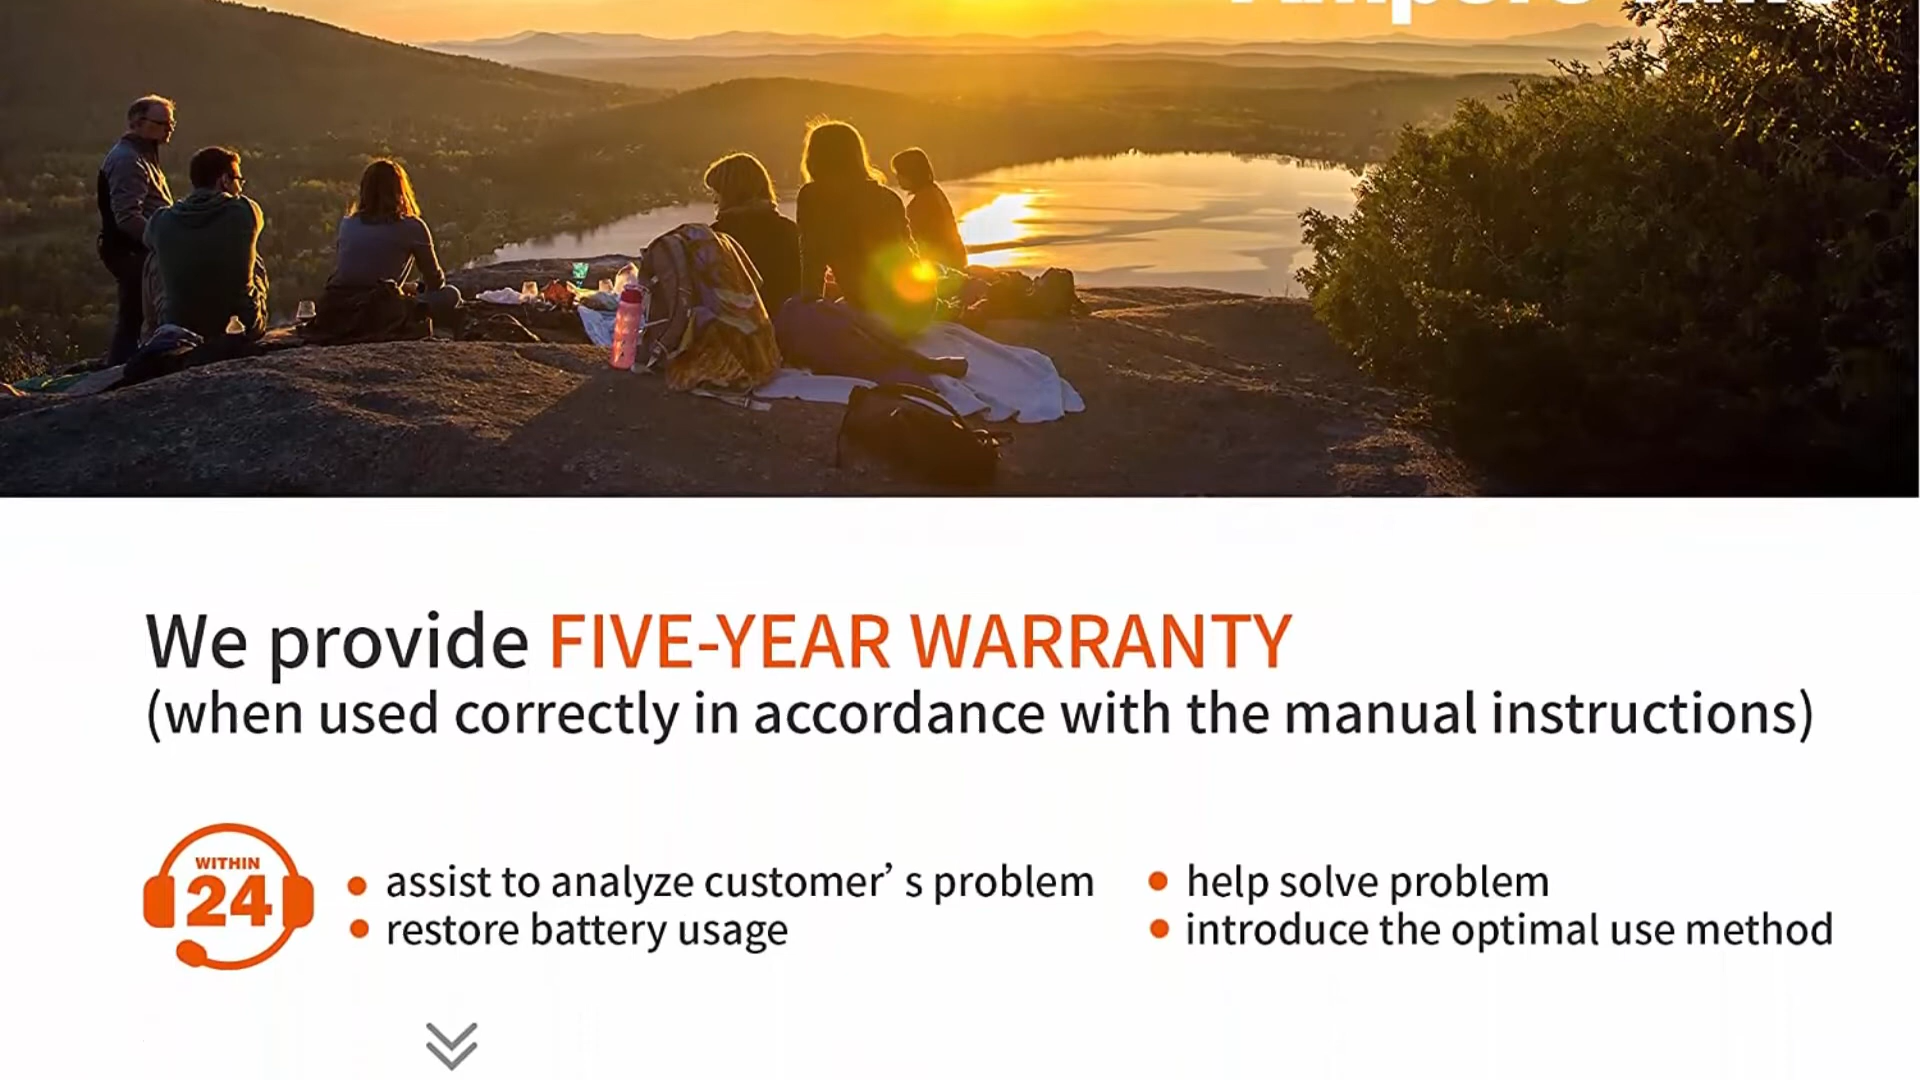 We provide FIVE-YEAR WARRANTY
(when used correctly in accordance with the manual instructions)
WITHIN
24
• assist to analyze customer’ s problem
• restore battery usage
• help solve problem
• introduce the optimal use method